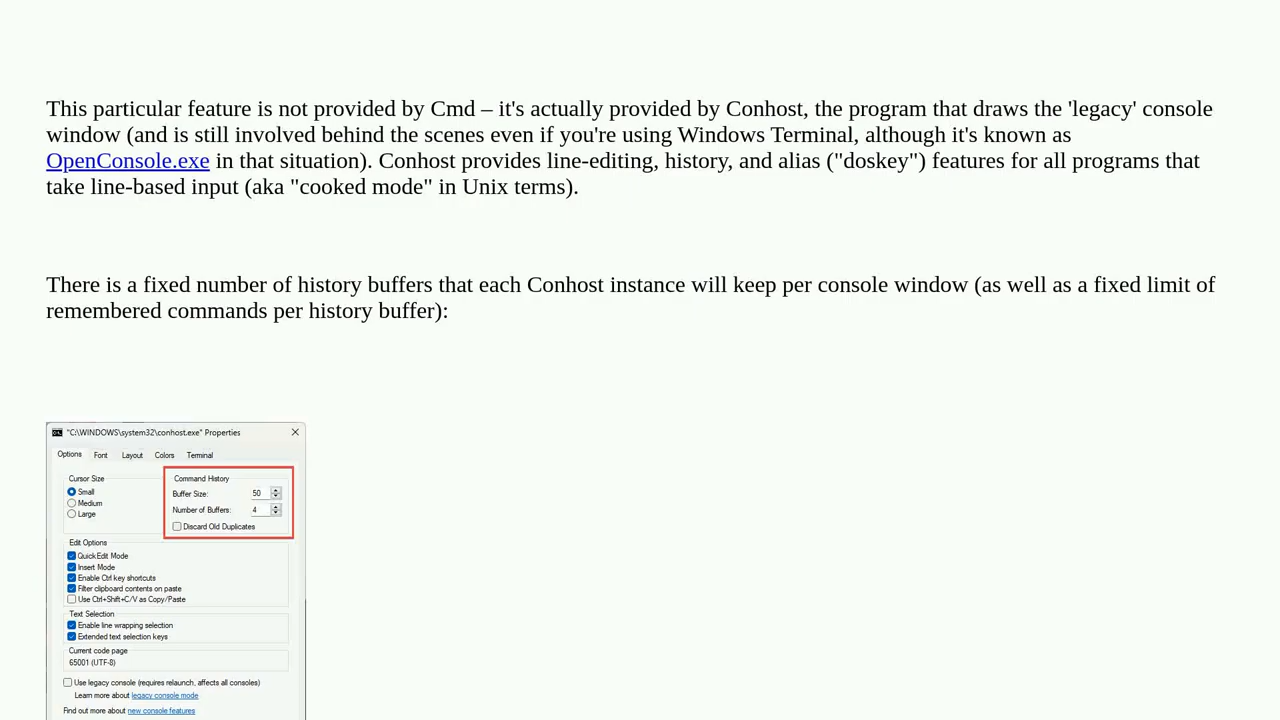 This particular feature is not provided by Cmd – it's actually provided by Conhost, the program that draws the 'legacy' console
window (and is still involved behind the scenes even if you're using Windows Terminal, although it's known as
OpenConsole.exe in that situation). Conhost provides line-editing, history, and alias ("doskey") features for all programs that
take line-based input (aka "cooked mode" in Unix terms).
There is a fixed number of history buffers that each Conhost instance will keep per console window (as well as a fixed limit of
remembered commands per history buffer):
"C:\WINDOWS\system32\conhost.exe" Properties
Options Font Layout Colors Terminal
Cursor Size
Small
Medium
Large
Command History
Buffer Size: 50
Number of Buffers: 4
Discard Old Duplicates
Edit Options
QuickEdit Mode
Insert Mode
Enable Ctrl key shortcuts
Filter clipboard contents on paste
Use Ctrl+Shift+C/V as Copy/Paste
Text Selection
Enable line wrapping selection
Extended text selection keys
Current code page
65001 (UTF-8)
Use legacy console (requires relaunch, affects all consoles)
Learn more about legacy console mode
Find out more about new console features